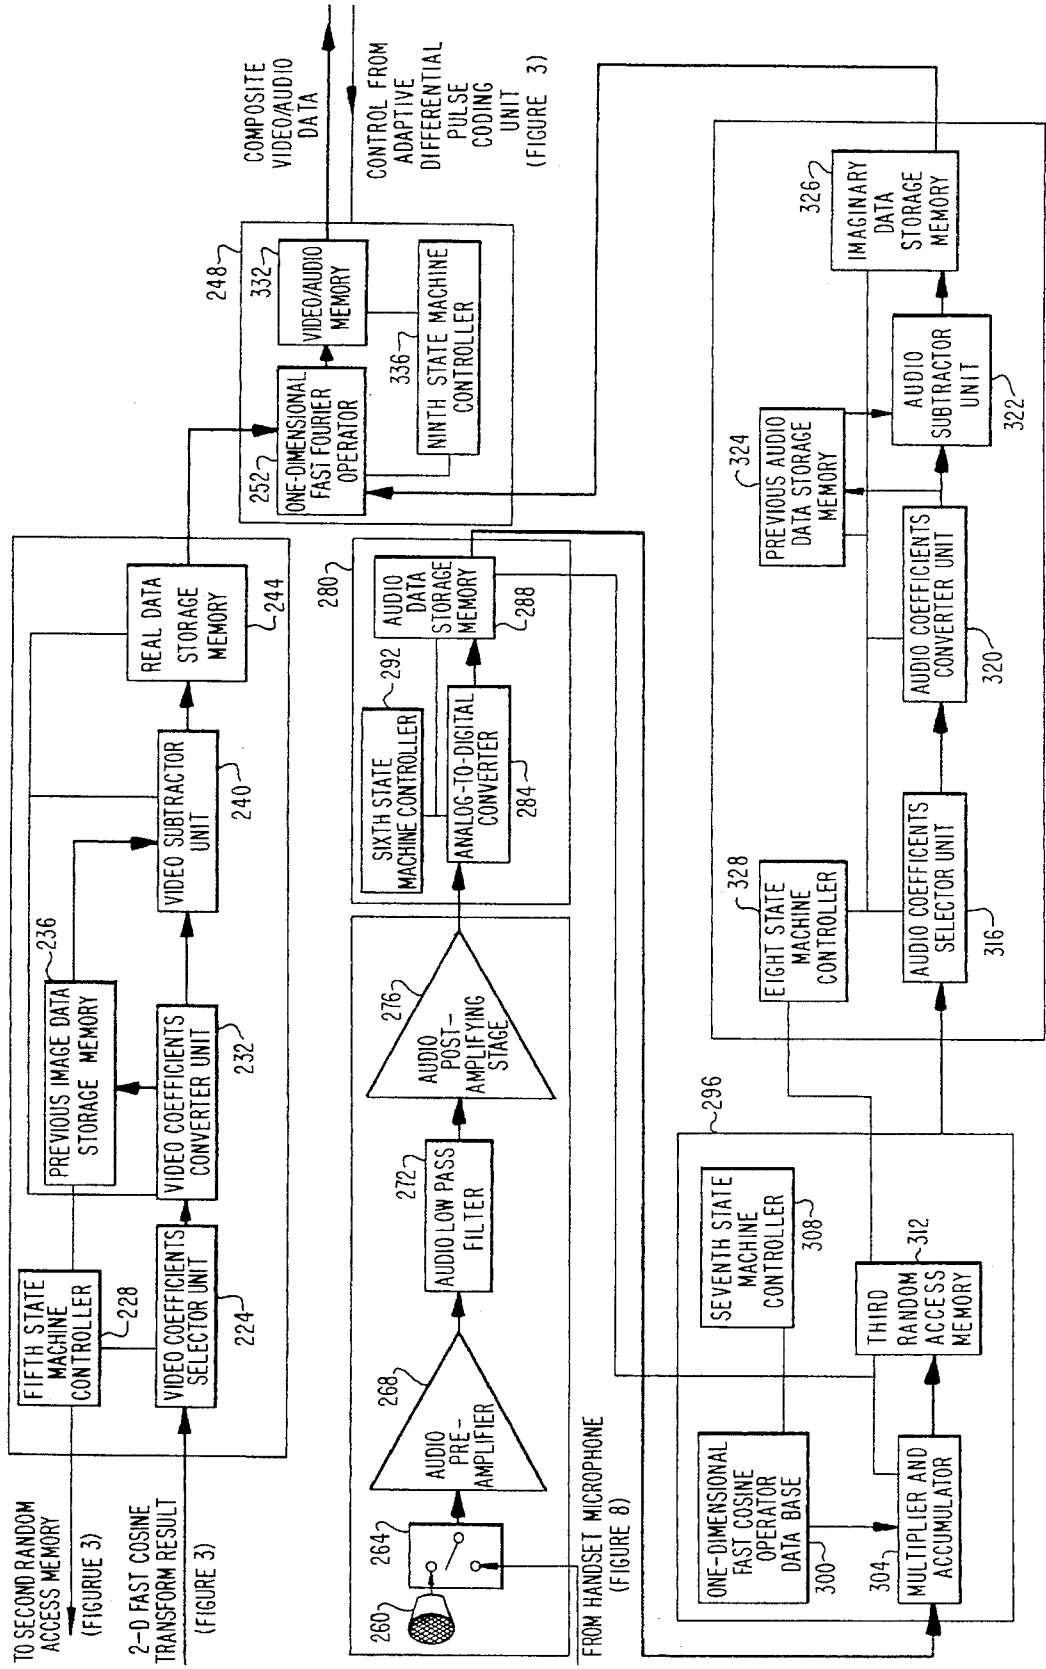 TO SECOND RANDOM
ACCESS MEMORY
(FIGURUE 3)
2-D FAST COSINE
TRANSFORM RESULT
(FIGURE 3)
FIFTH STATE
MACHINE
CONTROLLER
228
VIDEO COEFFICIENTS
SELECTOR UNIT
224
PREVIOUS IMAGE DATA
STORAGE MEMORY
236
VIDEO COEFFICIENTS
CONVERTER UNIT
232
VIDEO SUBTRACTOR
UNIT
240
REAL DATA
STORAGE
MEMORY
244
248
252
ONE-DIMENSIONAL
FAST FOURIER
OPERATOR
332
VIDEO/AUDIO
MEMORY
336
NINTH STATE MACHINE
CONTROLLER
COMPOSITE
VIDEO/AUDIO
DATA
CONTROL FROM
ADAPTIVE
DIFFERENTIAL
PULSE
CODING
UNIT
(FIGURE 3)
260
264
FROM HANDSET MICROPHONE
(FIGURE 8)
268
AUDIO
PRE-
AMPLIFIER
272
AUDIO LOW PASS
FILTER
276
AUDIO
POST-
AMPLIFYING
STAGE
280
SIXTH STATE
MACHINE CONTROLLER
292
ANALOG-TO-DIGITAL
CONVERTER
284
AUDIO
DATA
STORAGE
MEMORY
288
296
ONE-DIMENSIONAL
FAST COSINE
OPERATOR
DATA BASE
300
304
MULTIPLIER AND
ACCUMULATOR
SEVENTH STATE
MACHINE
CONTROLLER
308
THIRD
RANDOM
ACCESS
MEMORY
312
EIGHT STATE
MACHINE
CONTROLLER
328
AUDIO COEFFICENTS
SELECTOR UNIT
316
AUDIO COEFFICIENTS
CONVERTER UNIT
320
PREVIOUS AUDIO
DATA STORAGE
MEMORY
324
AUDIO
SUBTRACTOR
UNIT
322
326
IMAGINARY
DATA
STORAGE
MEMORY